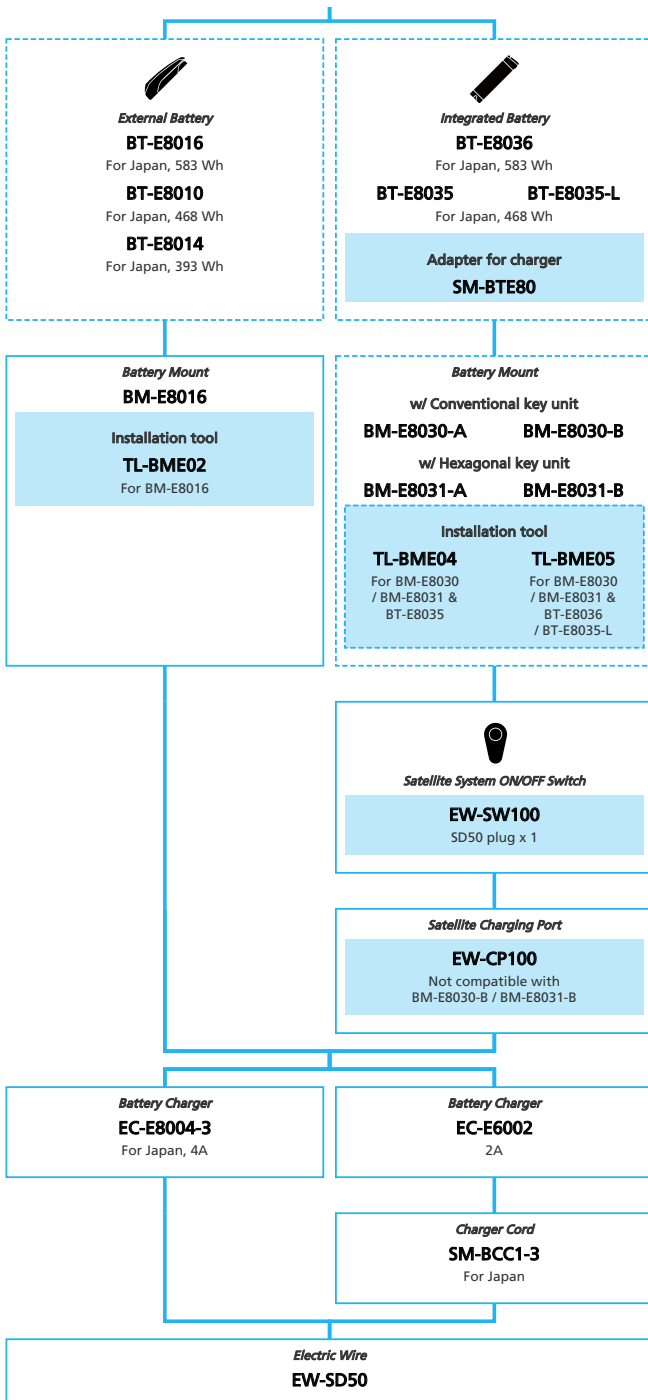 External Battery
BT-E8016
For Japan, 583 Wh
BT-E8010
For Japan, 468 Wh
BT-E8014
For Japan, 393 Wh
Integrated Battery
BT-E8036
For Japan, 583 Wh
BT-E8035 BT-E8035-L
For Japan, 468 Wh
Adapter for charger
SM-BTE80
Battery Mount
BM-E8016
Installation tool
TL-BME02
For BM-E8016
Battery Mount
w/ Conventional key unit
BM-E8030-A BM-E8030-B
w/ Hexagonal key unit
BM-E8031-A BM-E8031-B
Installation tool
TL-BME04
For BM-E8030
/ BM-E8031 &
BT-E8035
TL-BME05
For BM-E8030
/ BM-E8031 &
BT-E8036
/ BT-E8035-L
Satellite System ON/OFF Switch
EW-SW100
SD50 plug x 1
Satellite Charging Port
EW-CP100
Not compatible with
BM-E8030-B / BM-E8031-B
Battery Charger
EC-E8004-3
For Japan, 4A
Battery Charger
EC-E6002
2A
Charger Cord
SM-BCC1-3
For Japan
Electric Wire
EW-SD50